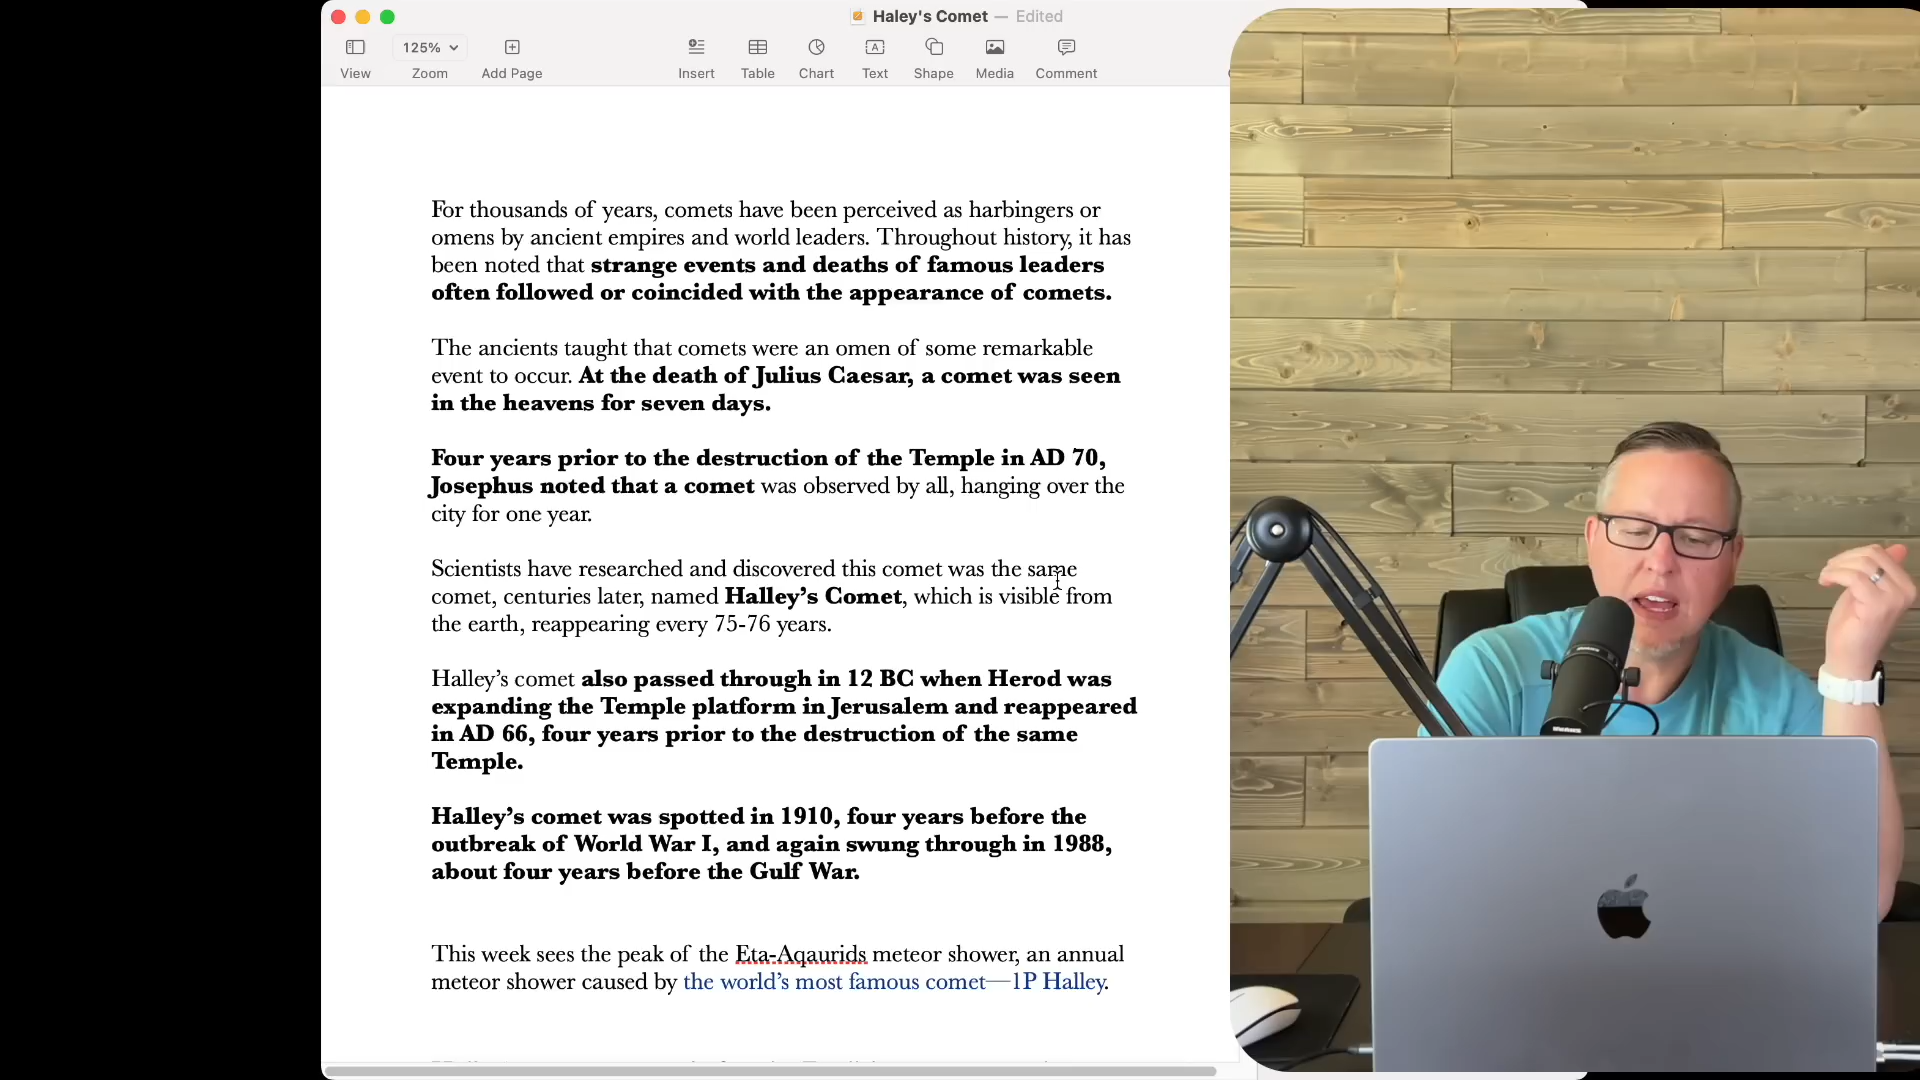 Haley's Comet — Edited
125%
View Zoom Add Page Insert Table Chart Text Shape Media Comment
For thousands of years, comets have been perceived as harbingers or
omens by ancient empires and world leaders. Throughout history, it has
been noted that strange events and deaths of famous leaders
often followed or coincided with the appearance of comets.
The ancients taught that comets were an omen of some remarkable
event to occur. At the death of Julius Caesar, a comet was seen
in the heavens for seven days.
Four years prior to the destruction of the Temple in AD 70,
Josephus noted that a comet was observed by all, hanging over the
city for one year.
Scientists have researched and discovered this comet was the same
comet, centuries later, named Halley’s Comet, which is visible from
the earth, reappearing every 75-76 years.
Halley’s comet also passed through in 12 BC when Herod was
expanding the Temple platform in Jerusalem and reappeared
in AD 66, four years prior to the destruction of the same
Temple.
Halley’s comet was spotted in 1910, four years before the
outbreak of World War I, and again swung through in 1988,
about four years before the Gulf War.
This week sees the peak of the Eta-Aqaurids meteor shower, an annual
meteor shower caused by the world’s most famous comet—1P Halley.